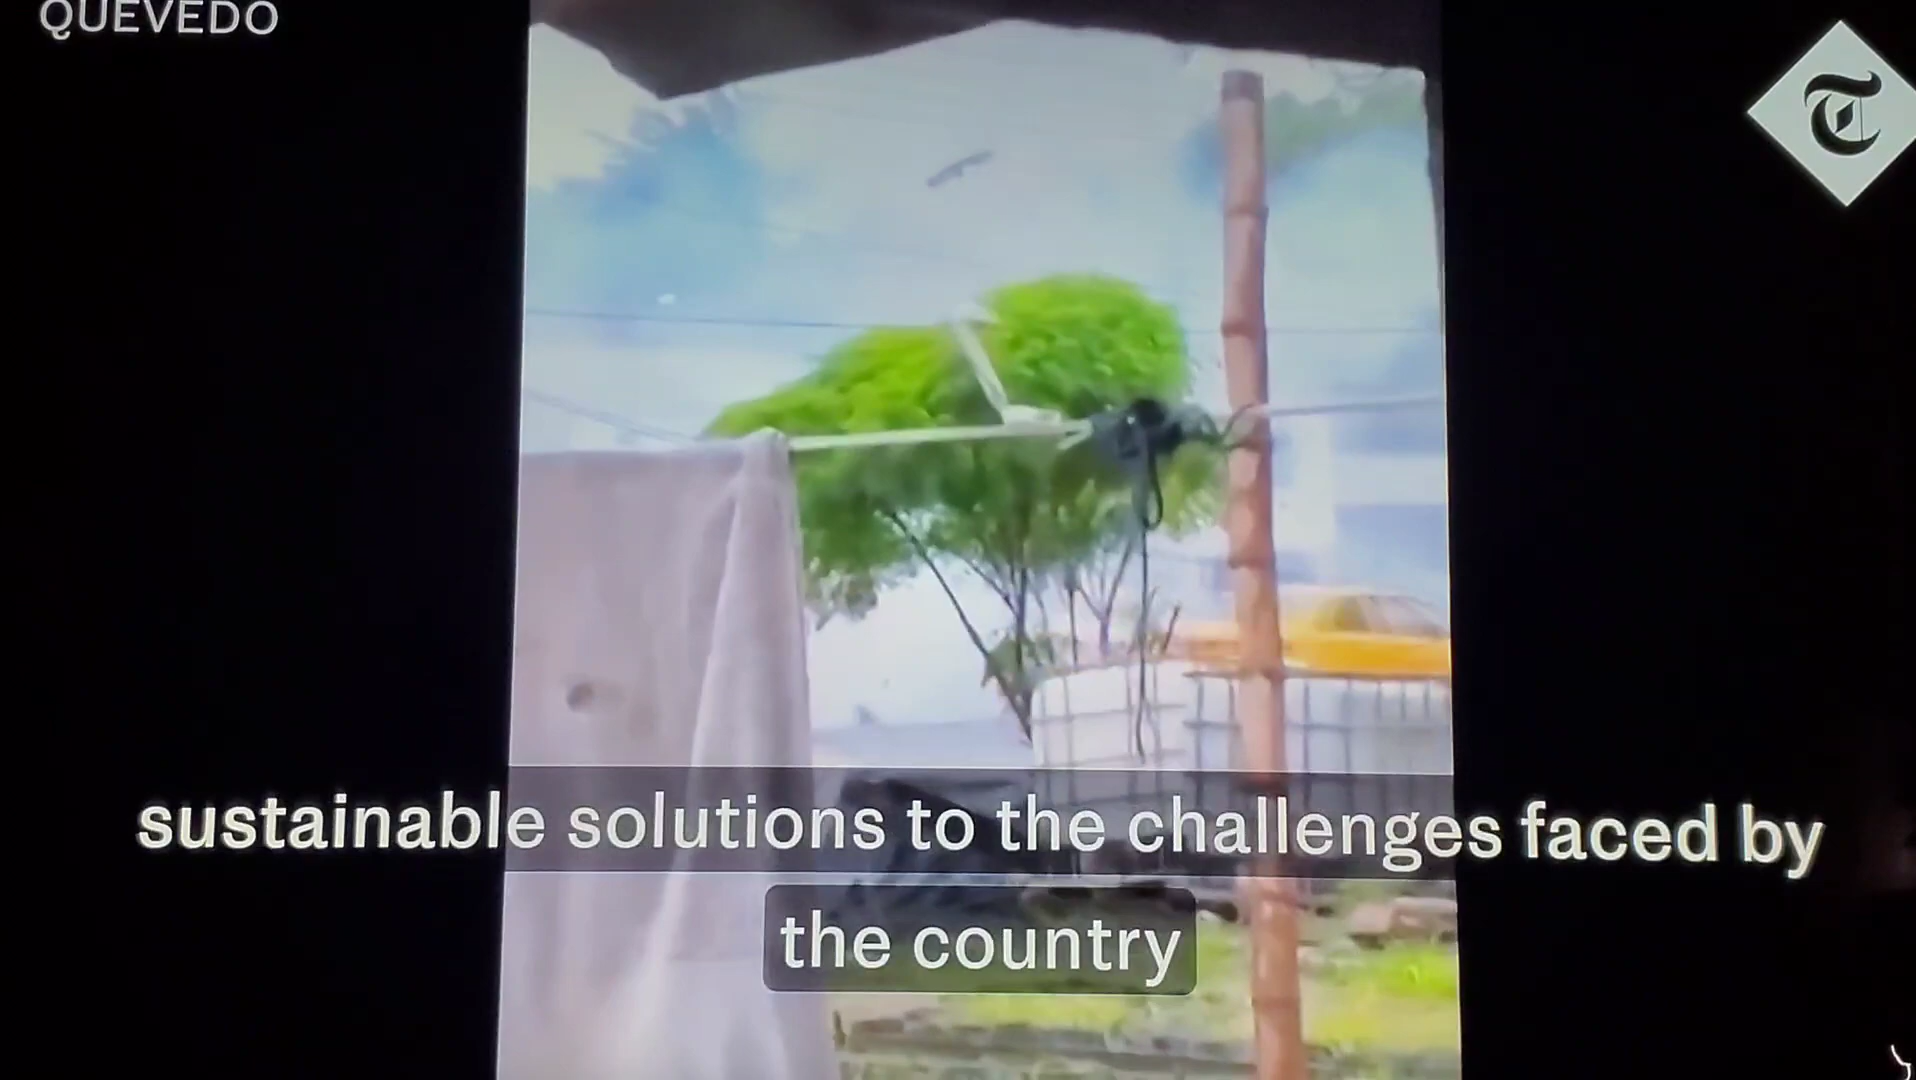 QUEVEDO
T
sustainable solutions to the challenges faced by
the country